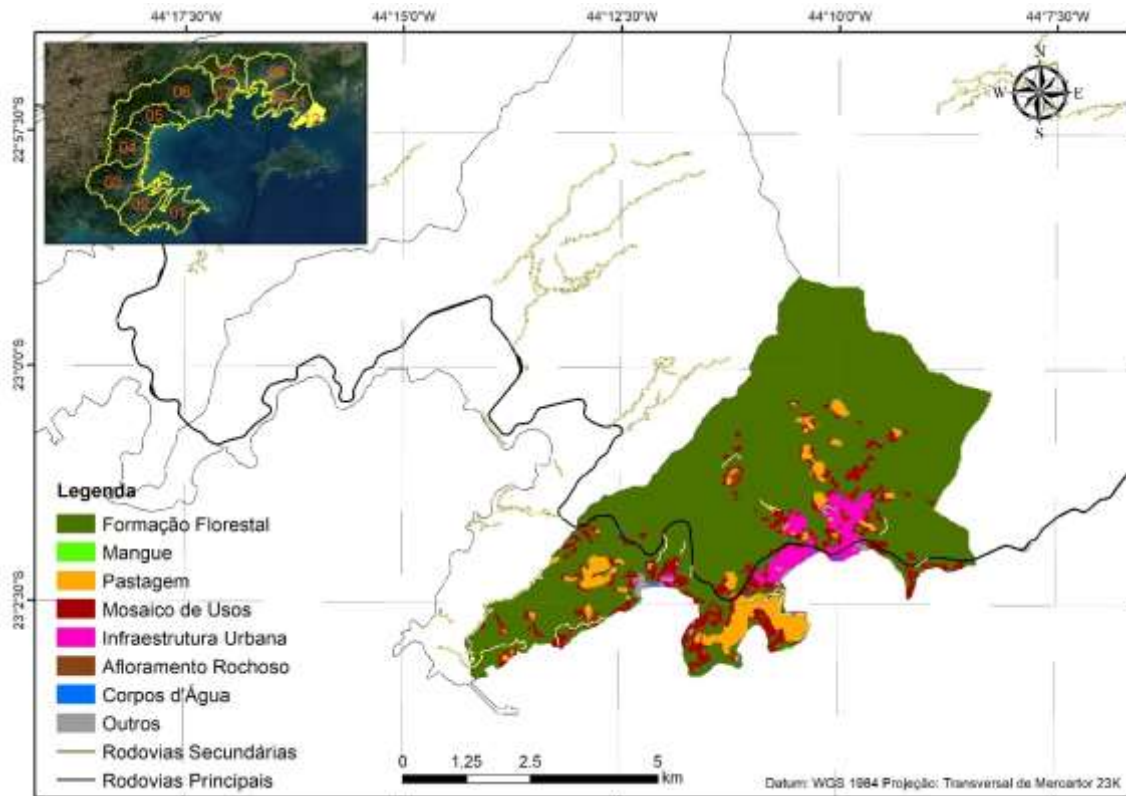 44°17'30"W
44°15'0"W
44°12'30"W
44°10'0"W
44°7'30"W
22°57'30"S
23°0'0"S
23°2'30"S
N
W
E
S
06
05
04
01
Legenda
Formação Florestal
Mangue
Pastagem
Mosaico de Usos
Infraestrutura Urbana
Afloramento Rochoso
Corpos d'Água
Outros
Rodovias Secundárias
Rodovias Principais
0 1,25 2.5 5
km
Datum: WGS 1984 Projeção: Transversal de Mercartor 23K